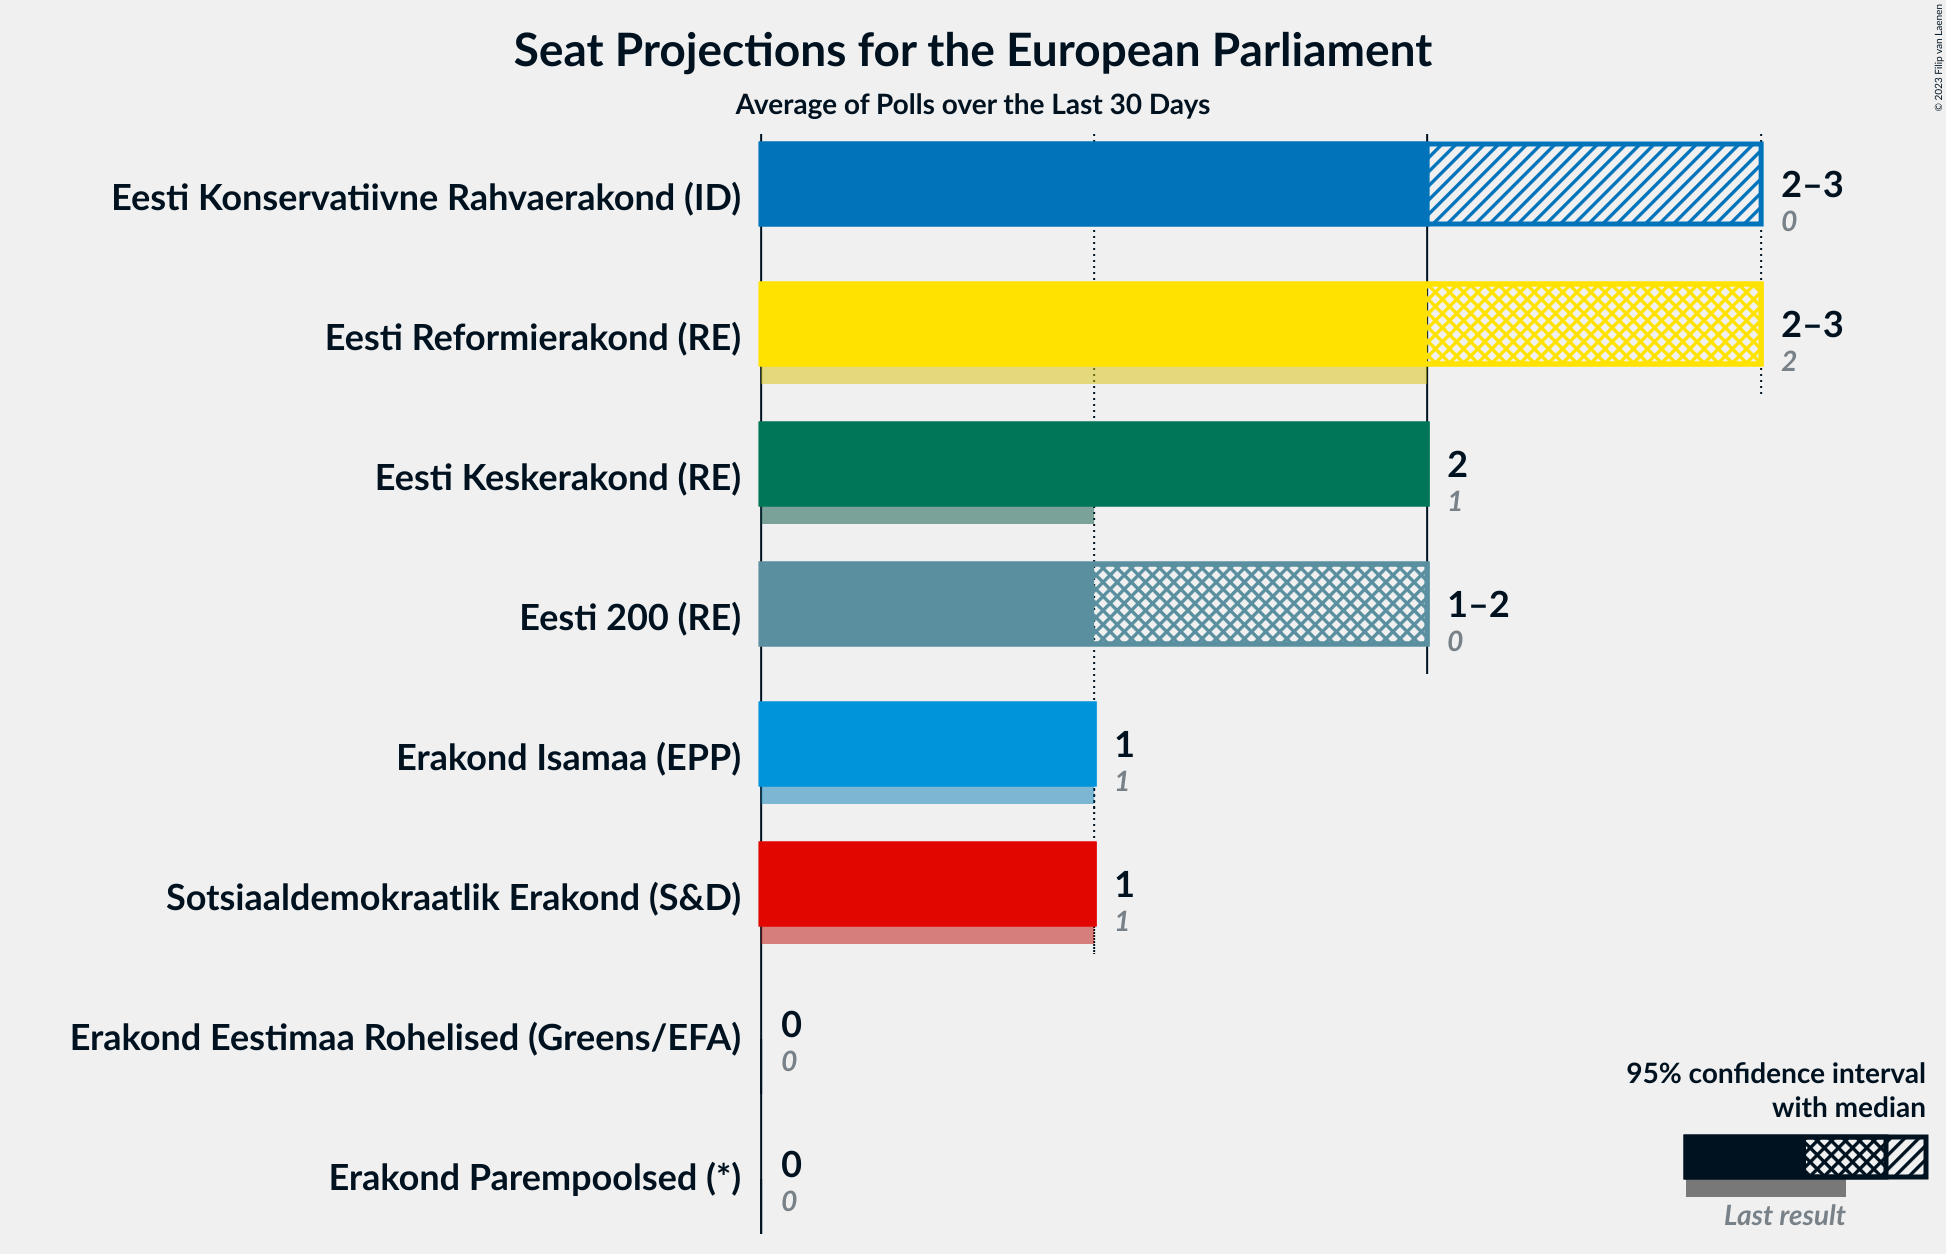 Seat Projections for the European Parliament
Average of Polls over the Last 30 Days
© 2023 Filip van Laenen
Eesti Konservatiivne Rahvaerakond (ID)
2–3
0
Eesti Reformierakond (RE)
2–3
2
Eesti Keskerakond (RE)
2
1
Eesti 200 (RE)
1–2
0
Erakond Isamaa (EPP)
1
1
Sotsiaaldemokraatlik Erakond (S&D)
1
1
Erakond Eestimaa Rohelised (Greens/EFA)
0
0
Erakond Parempoolsed (*)
0
0
95% confidence interval
with median
Last result